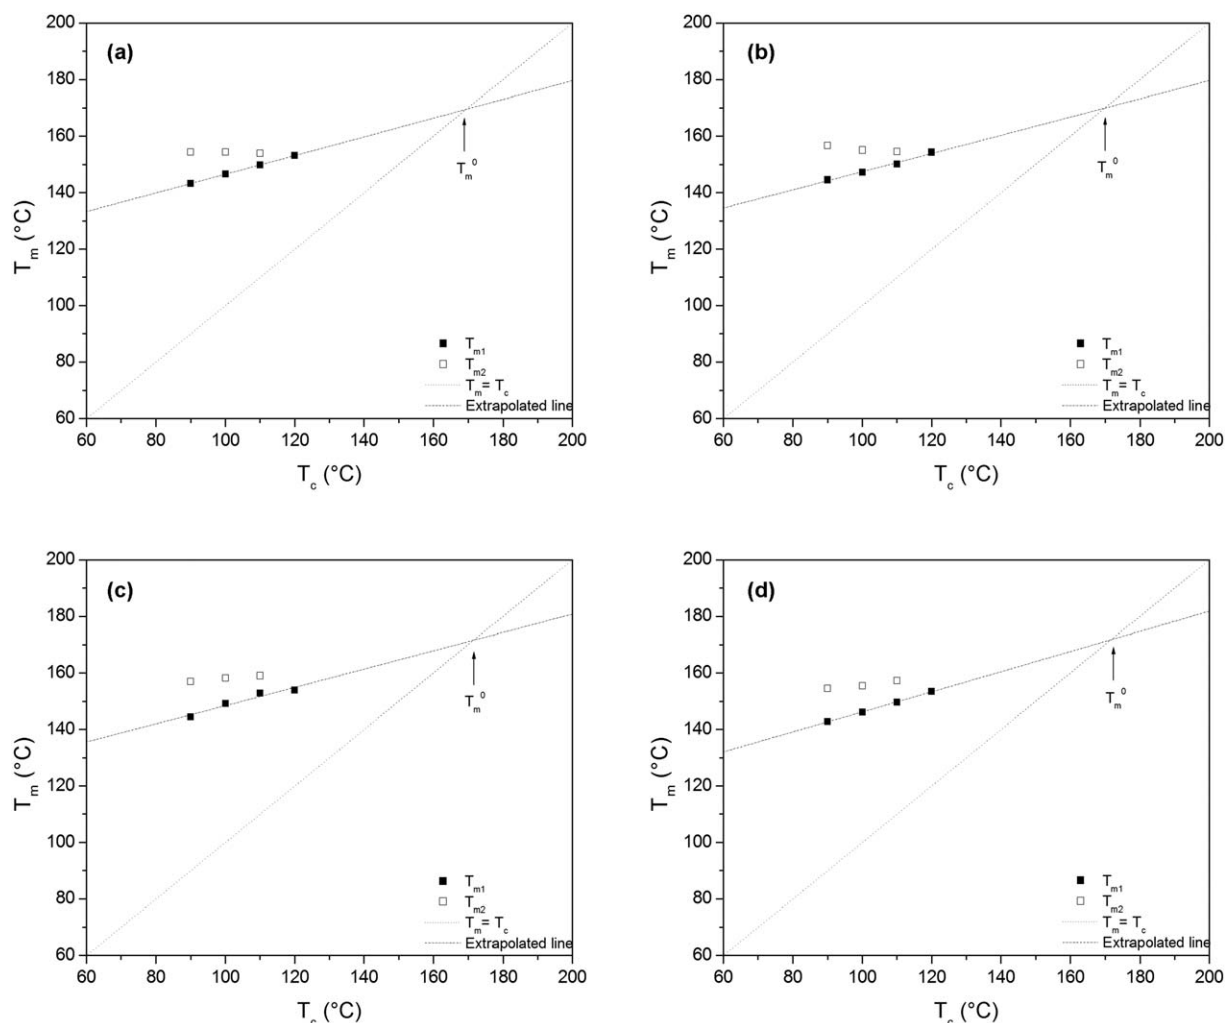 (a)
200
180
160
140
120
100
80
60
T_m (°C)
T_m^0
T_m1
T_m2
T_m = T_c
Extrapolated line
60 80 100 120 140 160 180 200
T_c (°C)
(b)
200
180
160
140
120
100
80
60
T_m (°C)
T_m^0
T_m1
T_m2
T_m = T_c
Extrapolated line
60 80 100 120 140 160 180 200
T_c (°C)
(c)
200
180
160
140
120
100
80
60
T_m (°C)
T_m^0
T_m1
T_m2
T_m = T_c
Extrapolated line
60 80 100 120 140 160 180 200
T_c (°C)
(d)
200
180
160
140
120
100
80
60
T_m (°C)
T_m^0
T_m1
T_m2
T_m = T_c
Extrapolated line
60 80 100 120 140 160 180 200
T_c (°C)